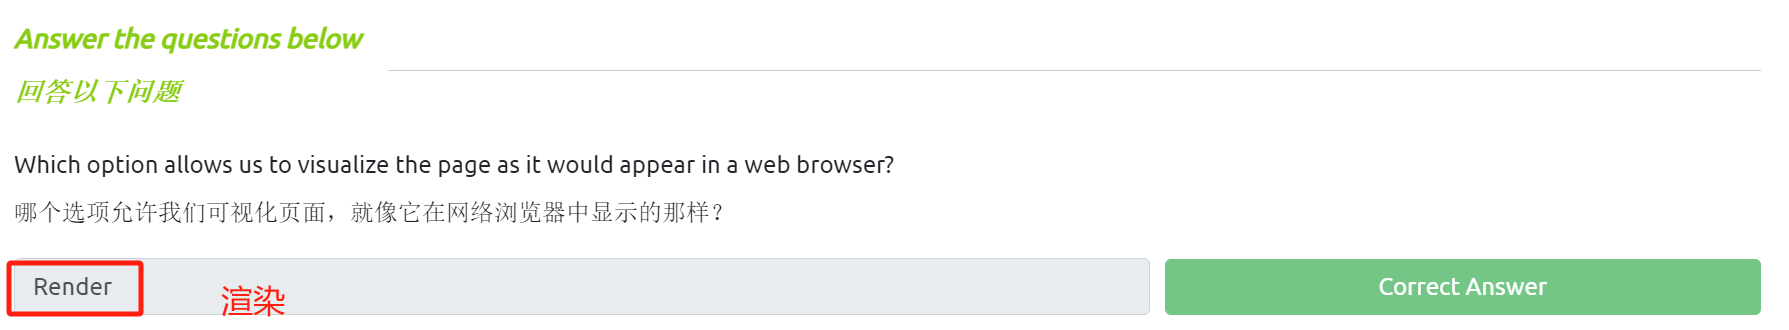 Answer the questions below
回答以下问题
Which option allows us to visualize the page as it would appear in a web browser?
哪个选项允许我们可视化页面，就像它在网络浏览器中显示的那样？
Render
渲染
Correct Answer